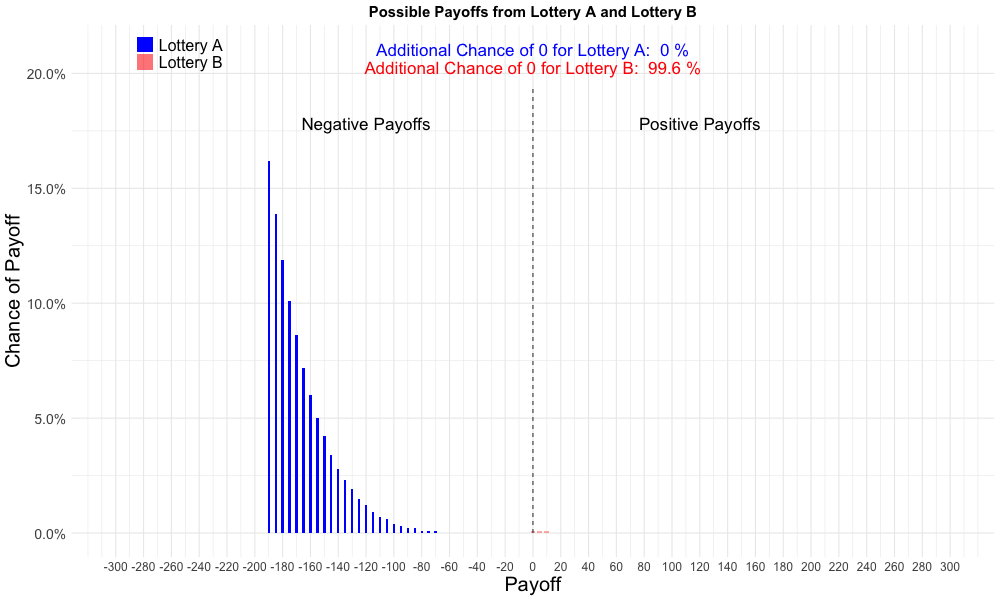 Possible Payoffs from Lottery A and Lottery B
Lottery A
Lottery B
Additional Chance of 0 for Lottery A:  0 %
Additional Chance of 0 for Lottery B:  99.6 %
Negative Payoffs
Positive Payoffs
Chance of Payoff
20.0%
15.0%
10.0%
5.0%
0.0%
-300 -280 -260 -240 -220 -200 -180 -160 -140 -120 -100 -80 -60 -40 -20 0 20 40 60 80 100 120 140 160 180 200 220 240 260 280 300
Payoff